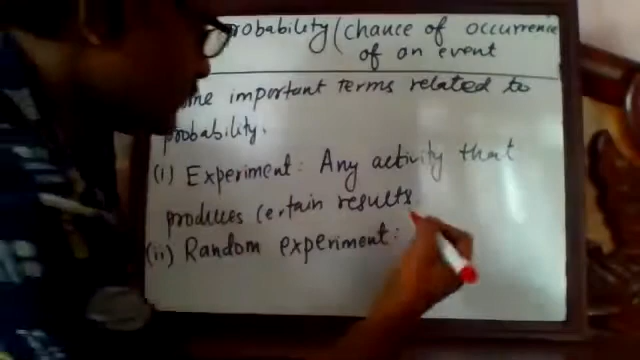 robability (chance of occurrence
of an event
me important terms related to
probability.
(i) Experiment: Any activity that
produces certain results
(ii) Random experiment: